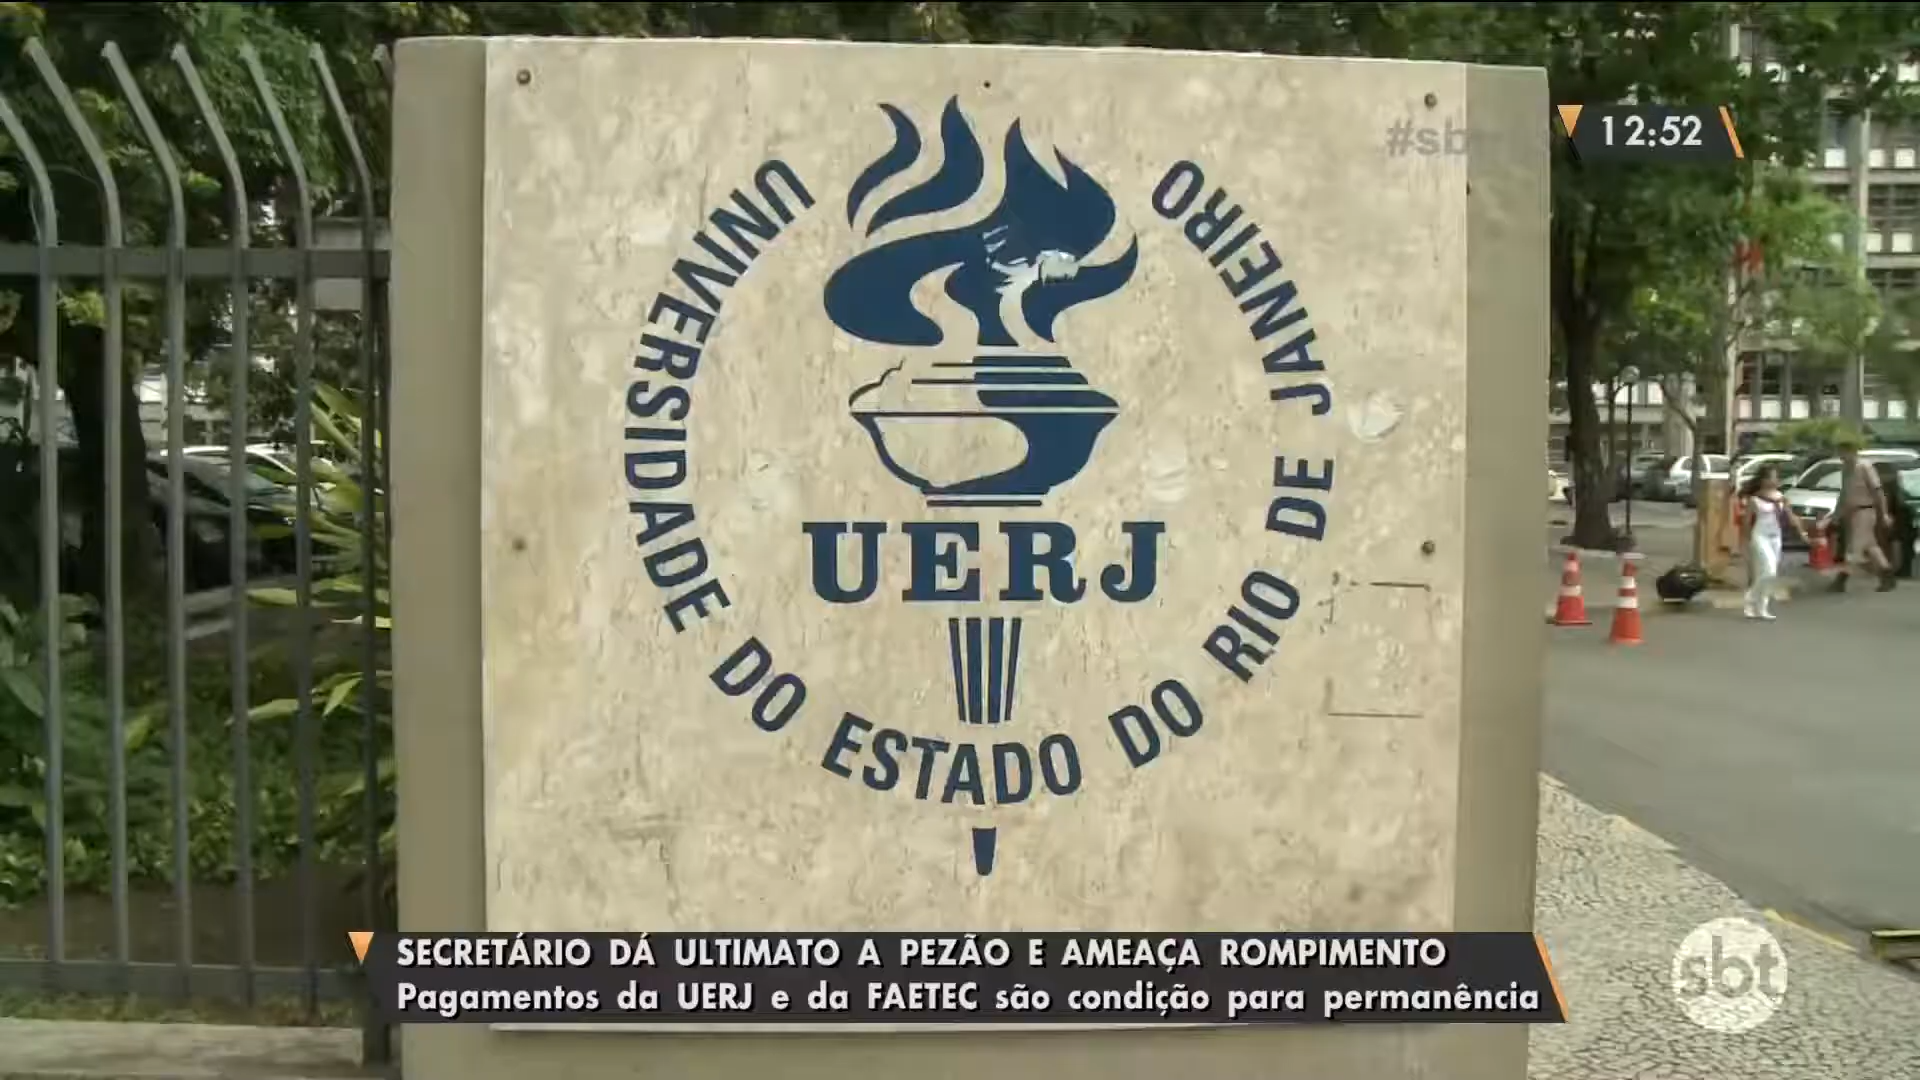 #sb
12:52
UNIVERSIDADE DO ESTADO DO RIO DE JANEIRO
UERJ
SECRETÁRIO DÁ ULTIMATO A PEZÃO E AMEAÇA ROMPIMENTO
Pagamentos da UERJ e da FAETEC são condição para permanência
sbt